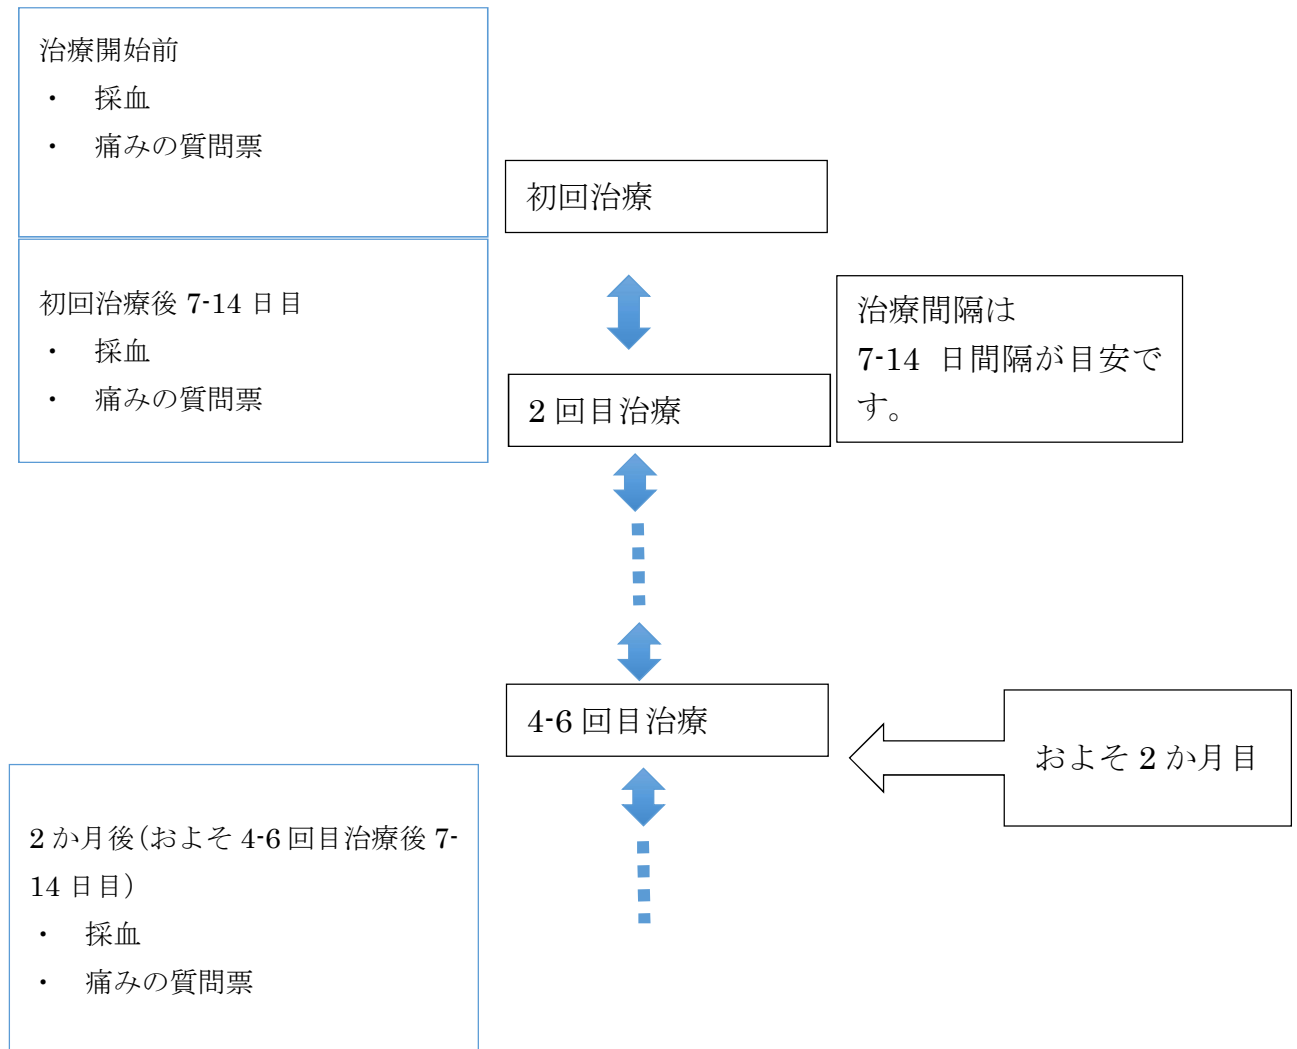 治療開始前
・ 採血
・ 痛みの質問票
初回治療
初回治療後 7-14 日目
・ 採血
・ 痛みの質問票
治療間隔は
7-14 日間隔が目安で
す。
2 回目治療
4-6 回目治療
およそ 2 か月目
2 か月後（およそ 4-6 回目治療後 7-
14 日目）
・ 採血
・ 痛みの質問票